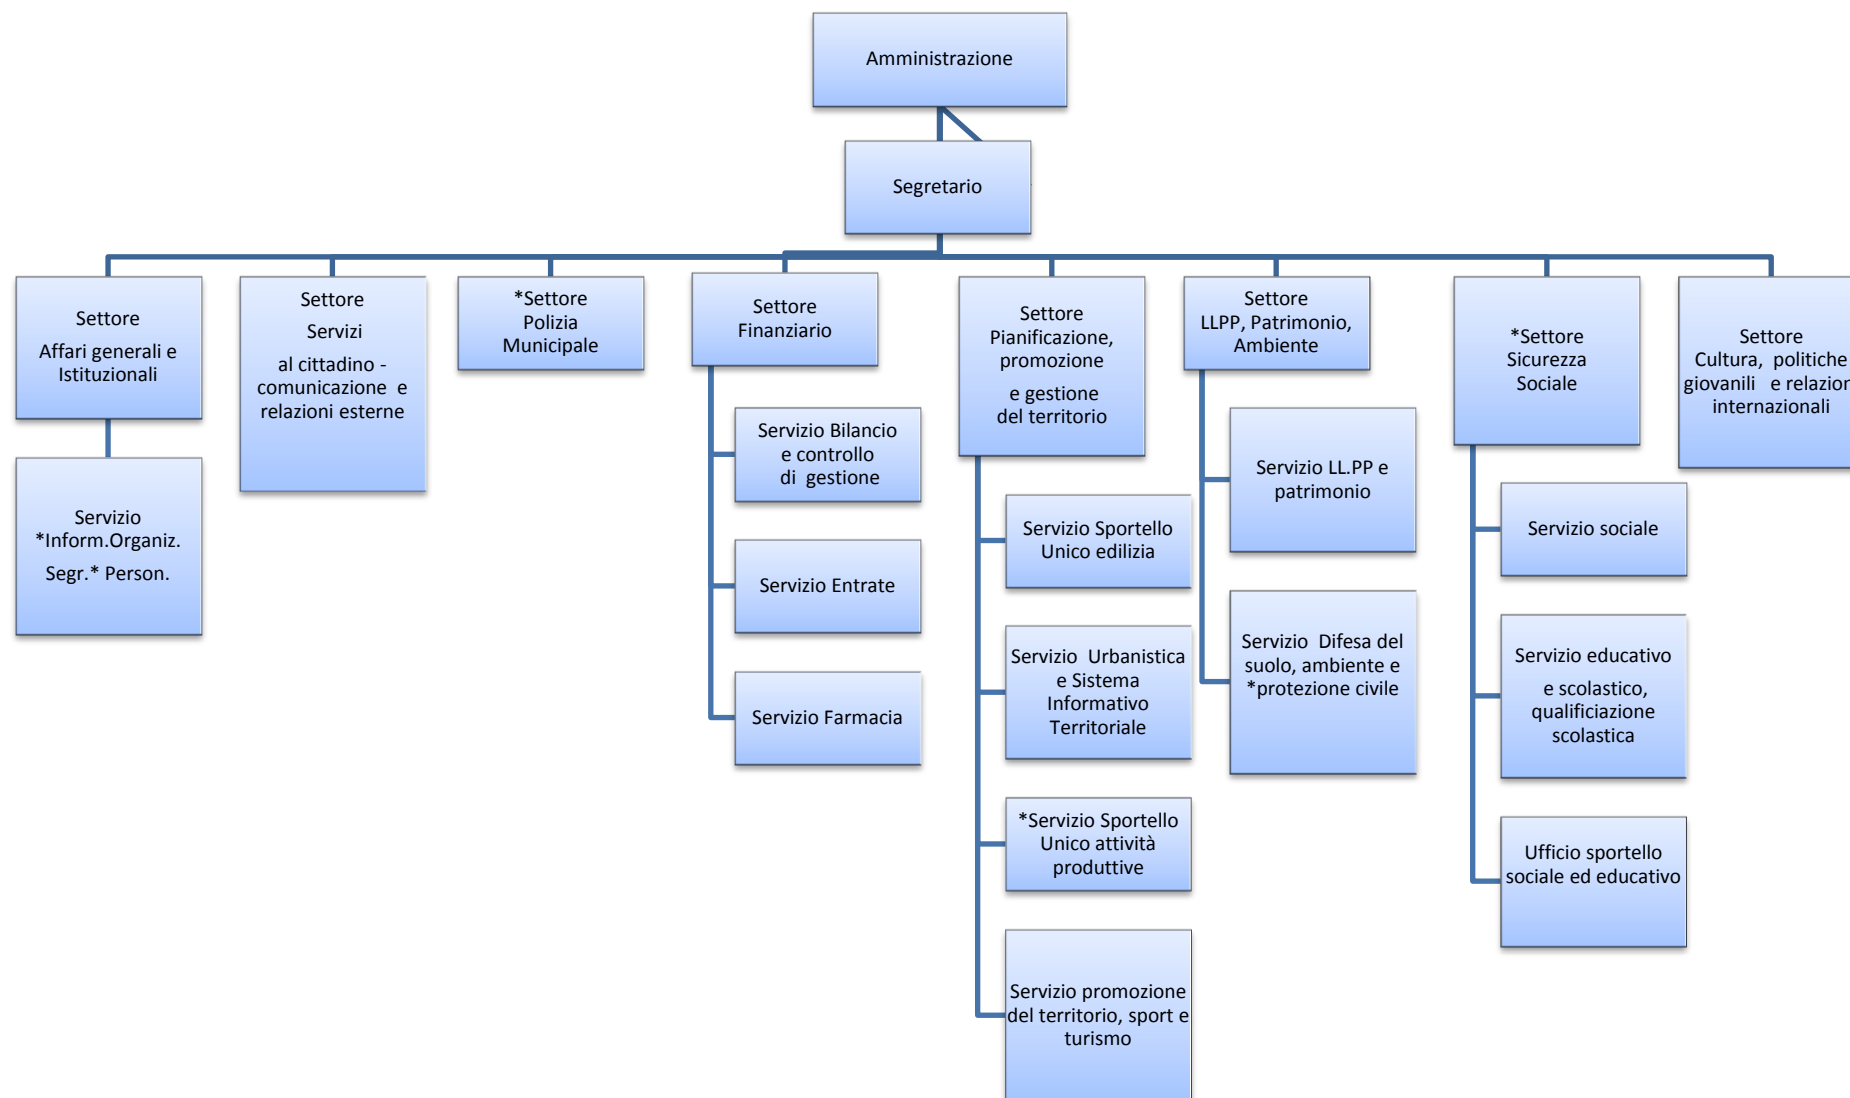 Amministrazione
Segretario
Settore
Affari generali e
Istituzionali
Servizio
*Inform.Organiz.
Segr.* Person.
Settore
Servizi
al cittadino -
comunicazione e
relazioni esterne
*Settore
Polizia
Municipale
Settore
Finanziario
Servizio Bilancio
e controllo
di gestione
Servizio Entrate
Servizio Farmacia
Settore
Pianificazione,
promozione
e gestione
del territorio
Servizio Sportello
Unico edilizia
Servizio Urbanistica
e Sistema
Informativo
Territoriale
*Servizio Sportello
Unico attività
produttive
Servizio promozione
del territorio, sport e
turismo
Settore
LLPP, Patrimonio,
Ambiente
Servizio LL.PP e
patrimonio
Servizio Difesa del
suolo, ambiente e
*protezione civile
*Settore
Sicurezza
Sociale
Servizio sociale
Servizio educativo
e scolastico,
qualificiazione
scolastica
Ufficio sportello
sociale ed educativo
Settore
Cultura, politiche
giovanili e relazion
internazionali